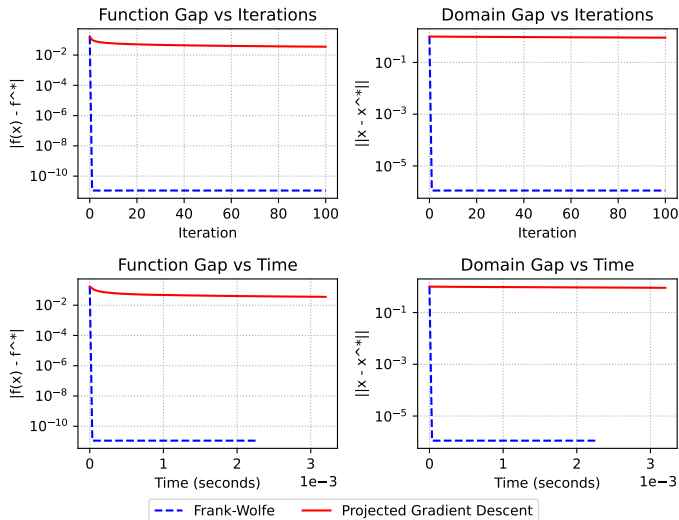 Function Gap vs Iterations
|f(x) - f^*|
10⁻²
10⁻⁴
10⁻⁶
10⁻⁸
10⁻¹⁰
0 20 40 60 80 100
Iteration
Domain Gap vs Iterations
||x - x^*||
10⁻¹
10⁻³
10⁻⁵
0 20 40 60 80 100
Iteration
Function Gap vs Time
|f(x) - f^*|
10⁻²
10⁻⁴
10⁻⁶
10⁻⁸
10⁻¹⁰
0 1 2 3
Time (seconds)
1e−3
Domain Gap vs Time
||x - x^*||
10⁻¹
10⁻³
10⁻⁵
0 1 2 3
Time (seconds)
1e−3
Frank-Wolfe
Projected Gradient Descent